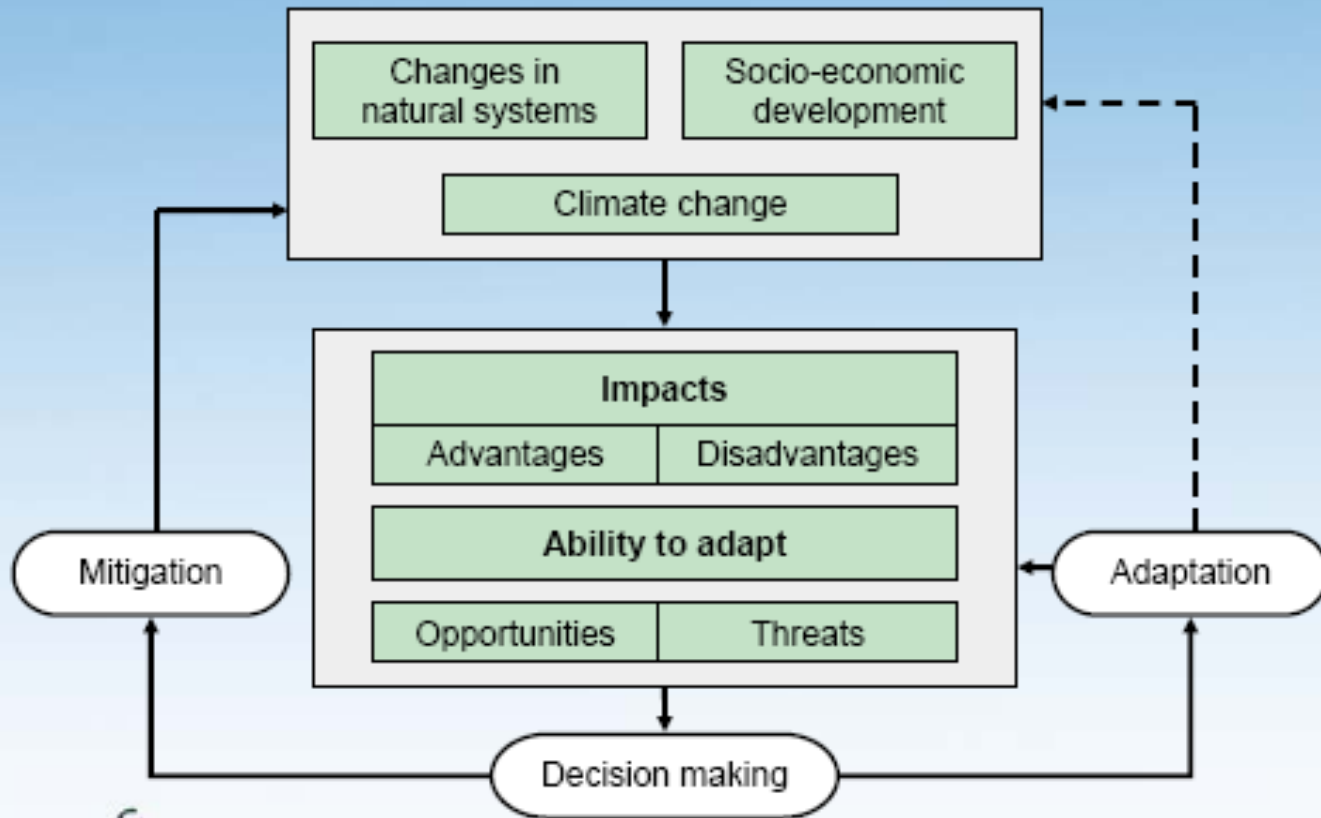 Changes in
natural systems
Socio-economic
development
Climate change
Impacts
Advantages
Disadvantages
Ability to adapt
Opportunities
Threats
Mitigation
Adaptation
Decision making